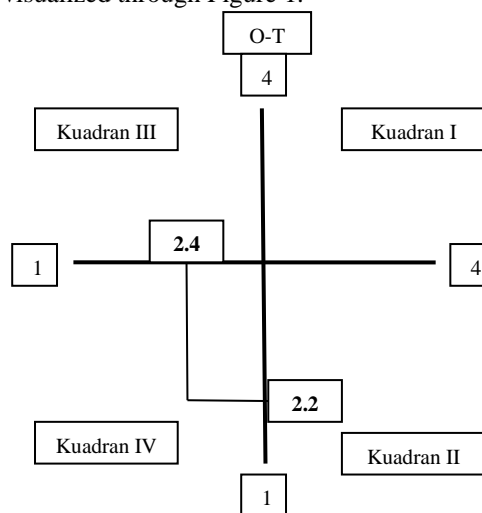 visualized through Figure 1.
O-T
4
Kuadran III
Kuadran I
2.4
1
4
2.2
Kuadran IV
Kuadran II
1